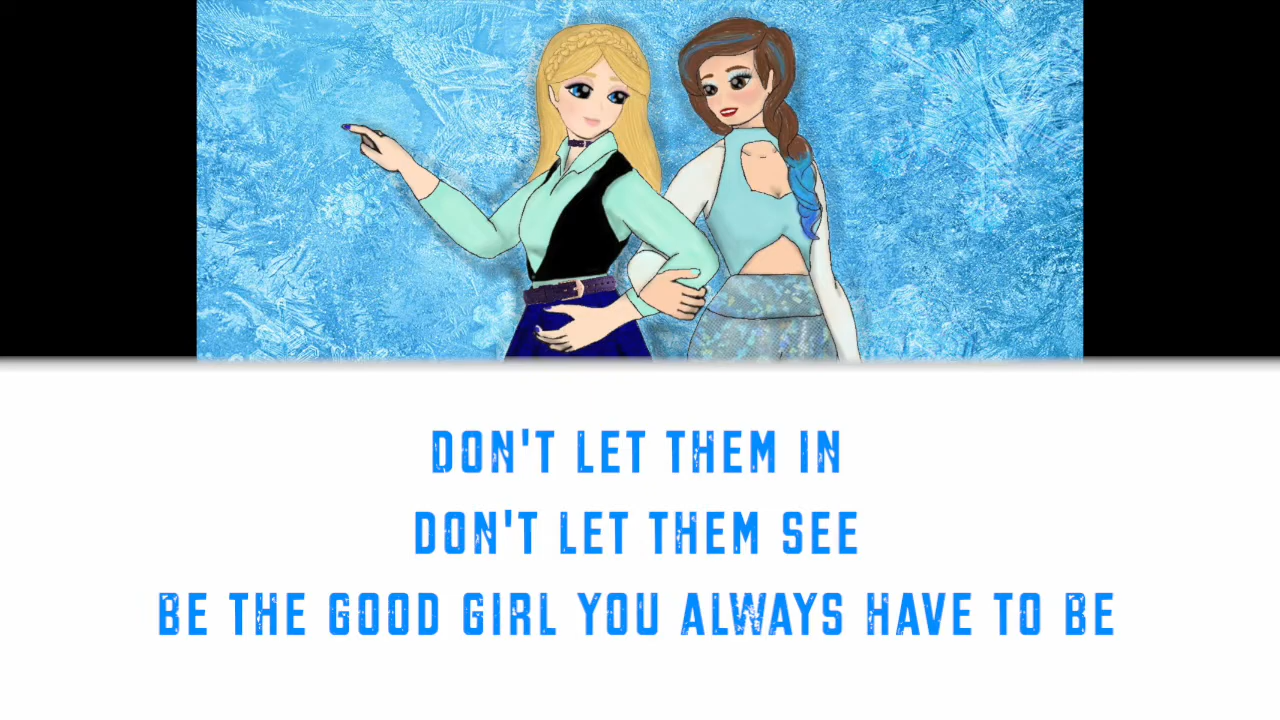 DON'T LET THEM IN
DON'T LET THEM SEE
BE THE GOOD GIRL YOU ALWAYS HAVE TO BE